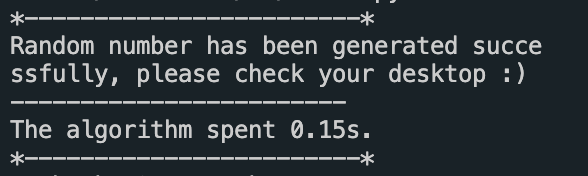 *------------------------*
Random number has been generated succe
ssfully, please check your desktop :)
------------------------
The algorithm spent 0.15s.
*------------------------*